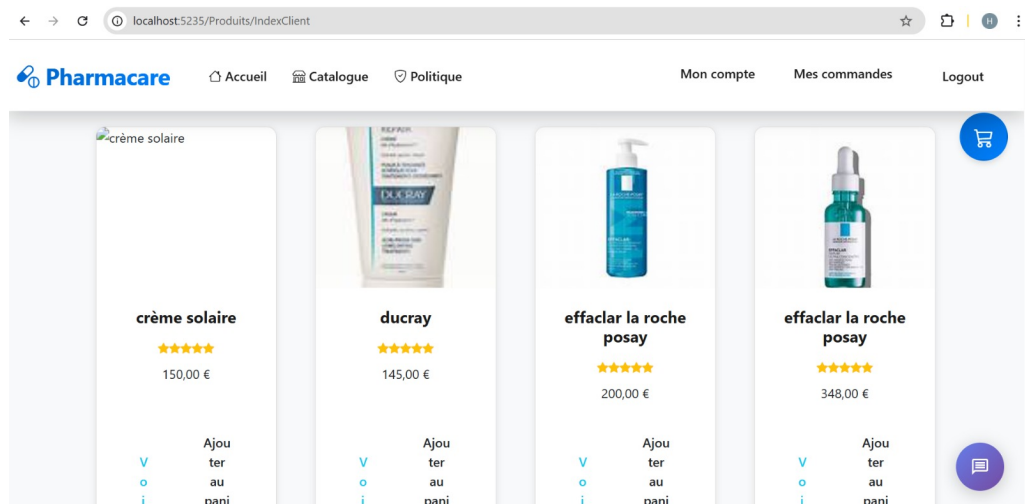 localhost:5235/Produits/IndexClient
H
Pharmacare
Accueil
Catalogue
Politique
Mon compte
Mes commandes
Logout
crème solaire
DUCRAY
crème solaire
150,00 €
ducray
145,00 €
effaclar la roche
posay
200,00 €
effaclar la roche
posay
348,00 €
V
o
i
Ajou
ter
au
pani
V
o
i
Ajou
ter
au
pani
V
o
i
Ajou
ter
au
pani
V
o
i
Ajou
ter
au
pani